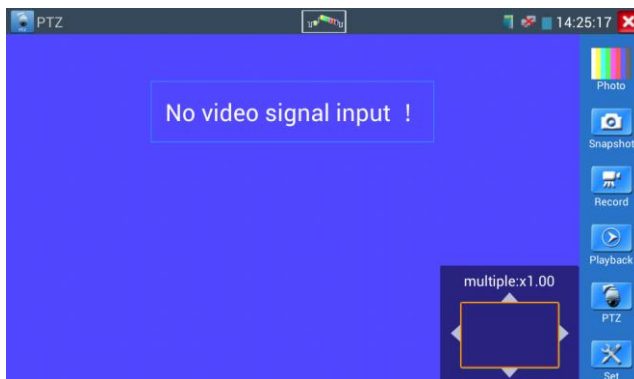 PTZ
14:25:17
No video signal input !
multiple:x1.00
Photo
Snapshot
Record
Playback
PTZ
Set